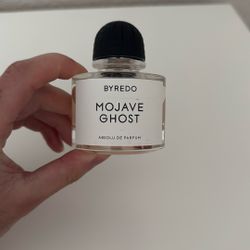 BYREDO
MOJAVE
GHOST
ABSOLU DE PARFUM